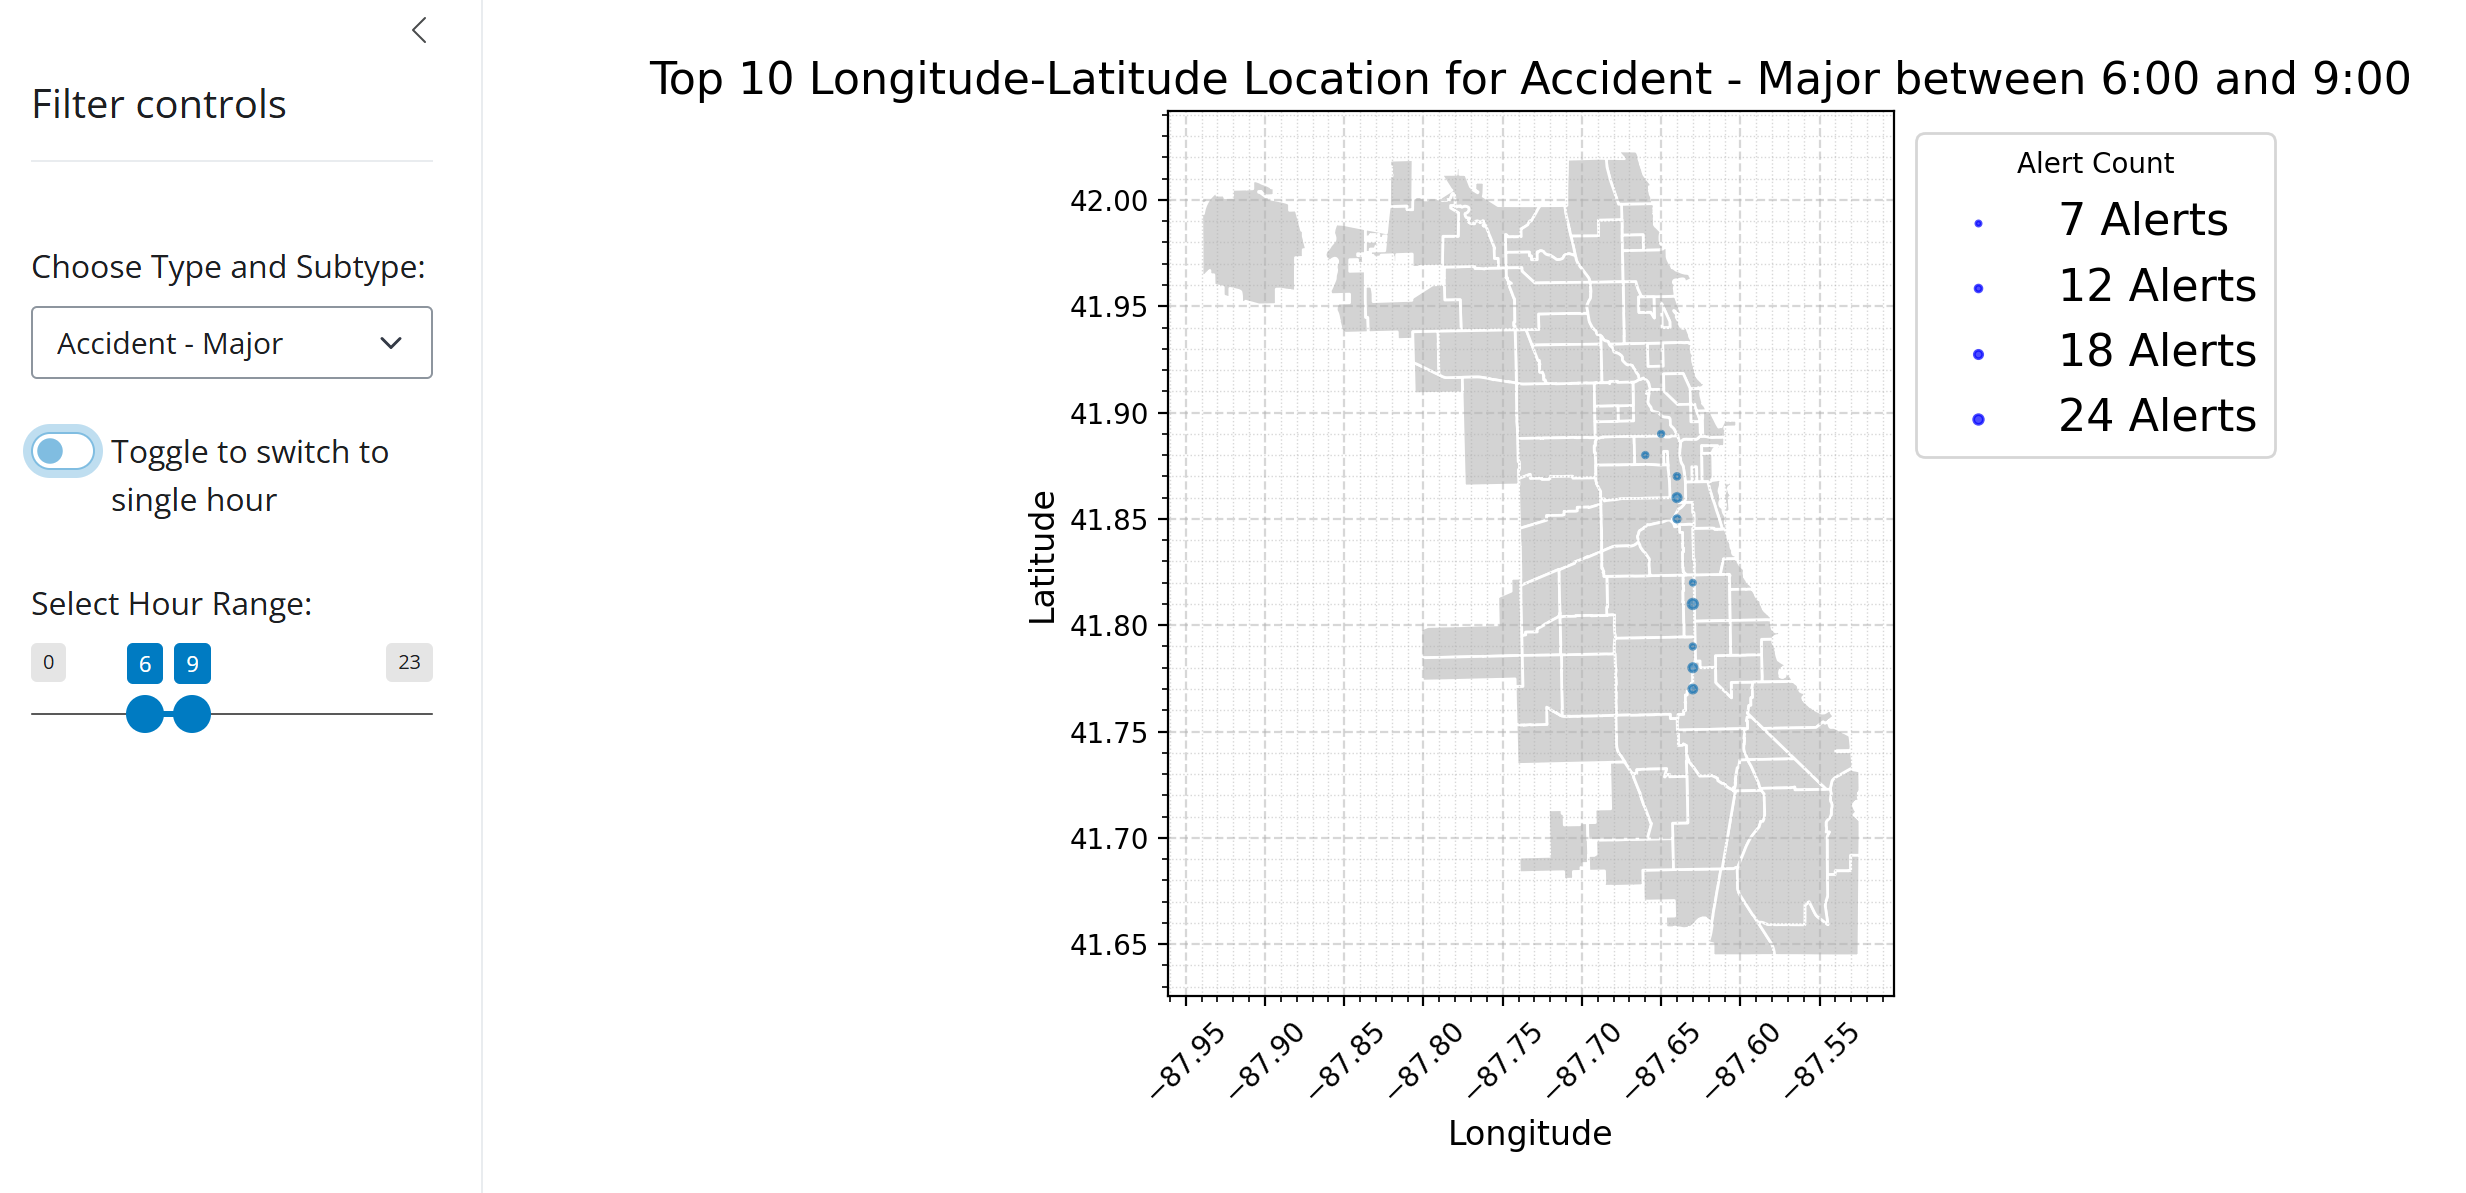 Filter controls
Choose Type and Subtype:
Accident - Major
Toggle to switch to
single hour
Select Hour Range:
0 6 9 23
Top 10 Longitude-Latitude Location for Accident - Major between 6:00 and 9:00
Alert Count
7 Alerts
12 Alerts
18 Alerts
24 Alerts
Latitude
42.00
41.95
41.90
41.85
41.80
41.75
41.70
41.65
−87.95 −87.90 −87.85 −87.80 −87.75 −87.70 −87.65 −87.60 −87.55
Longitude